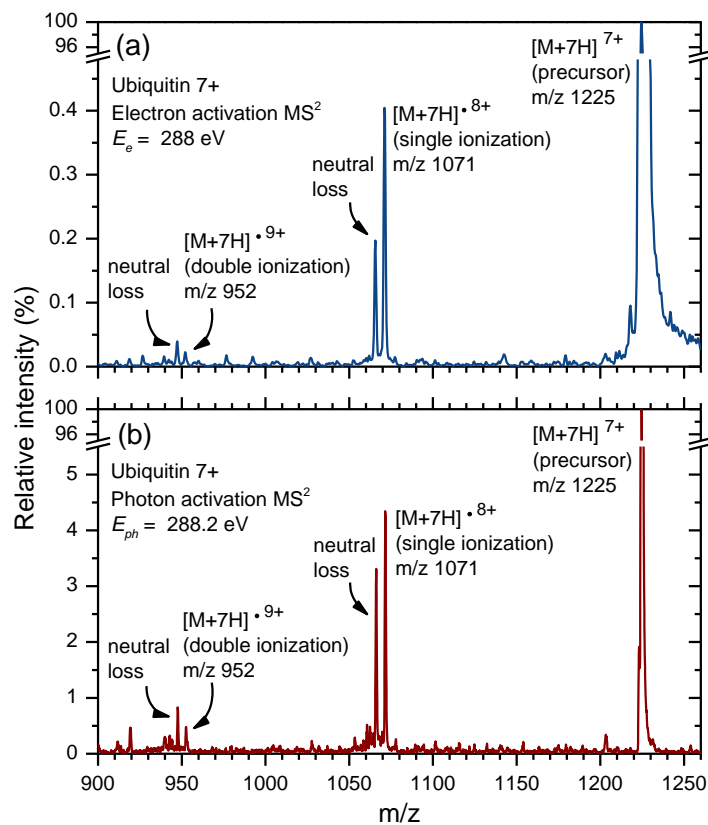 Relative intensity (%)
100
96
0.4
0.3
0.2
0.1
0.0
(a)
Ubiquitin 7+
Electron activation MS²
Eₑ = 288 eV
[M+7H] 7+
(precursor)
m/z 1225
[M+7H] •8+
(single ionization)
m/z 1071
neutral
loss
[M+7H] •9+
(double ionization)
m/z 952
neutral
loss
100
96
5
4
3
2
1
0
(b)
Ubiquitin 7+
Photon activation MS²
Eph = 288.2 eV
[M+7H] 7+
(precursor)
m/z 1225
[M+7H] •8+
(single ionization)
m/z 1071
neutral
loss
[M+7H] •9+
(double ionization)
m/z 952
neutral
loss
900 950 1000 1050 1100 1150 1200 1250
m/z